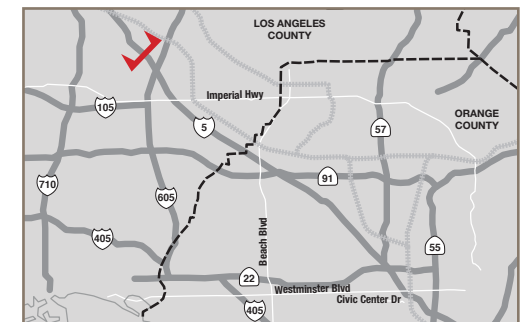 LOS ANGELES
COUNTY
Imperial Hwy
105
5
57
ORANGE
COUNTY
91
710
605
405
Beach Blvd
55
22
Westminster Blvd
Civic Center Dr
405